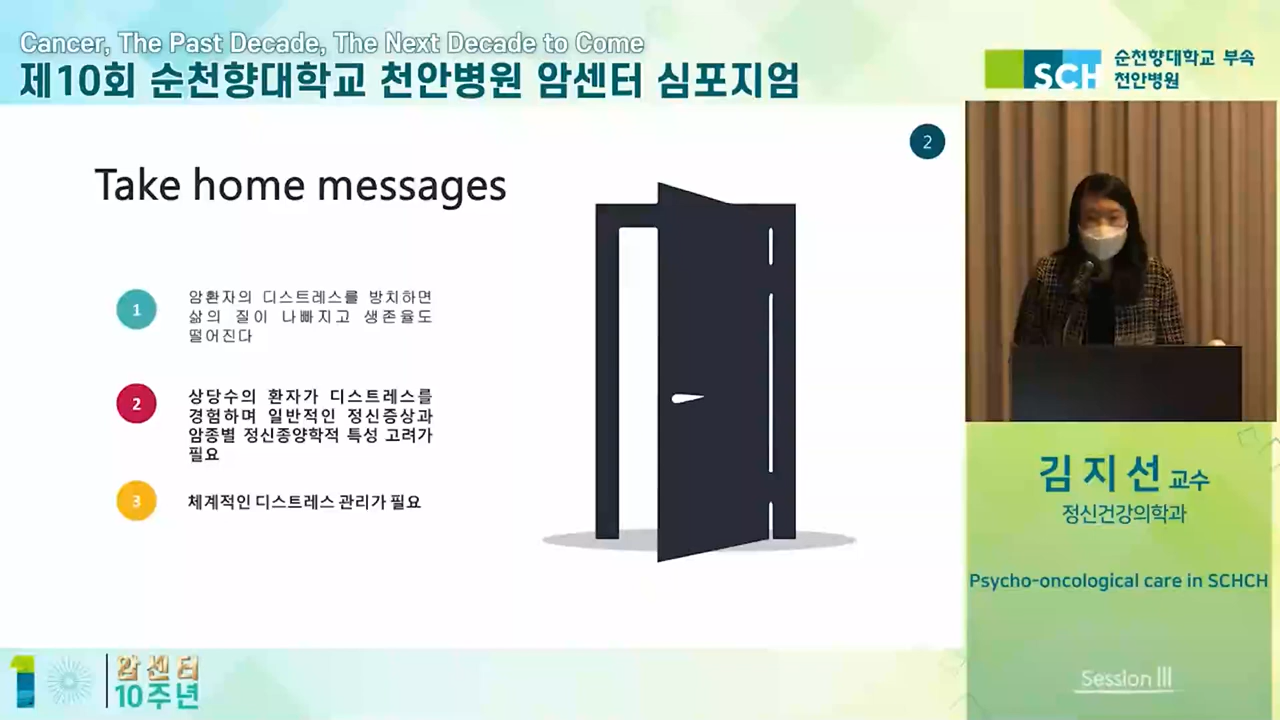 Cancer, The Past Decade, The Next Decade to Come
제10회 순천향대학교 천안병원 암센터 심포지엄
SCH
순천향대학교 부속
천안병원
2
Take home messages
1
암환자의 디스트레스를 방치하면
삶의 질이 나빠지고 생존율도
떨어진다
2
상당수의 환자가 디스트레스를
경험하며 일반적인 정신증상과
암종별 정신종양학적 특성 고려가
필요
3
체계적인 디스트레스 관리가 필요
김지선 교수
정신건강의학과
Psycho-oncological care in SCHCH
Session III
암센터
10주년